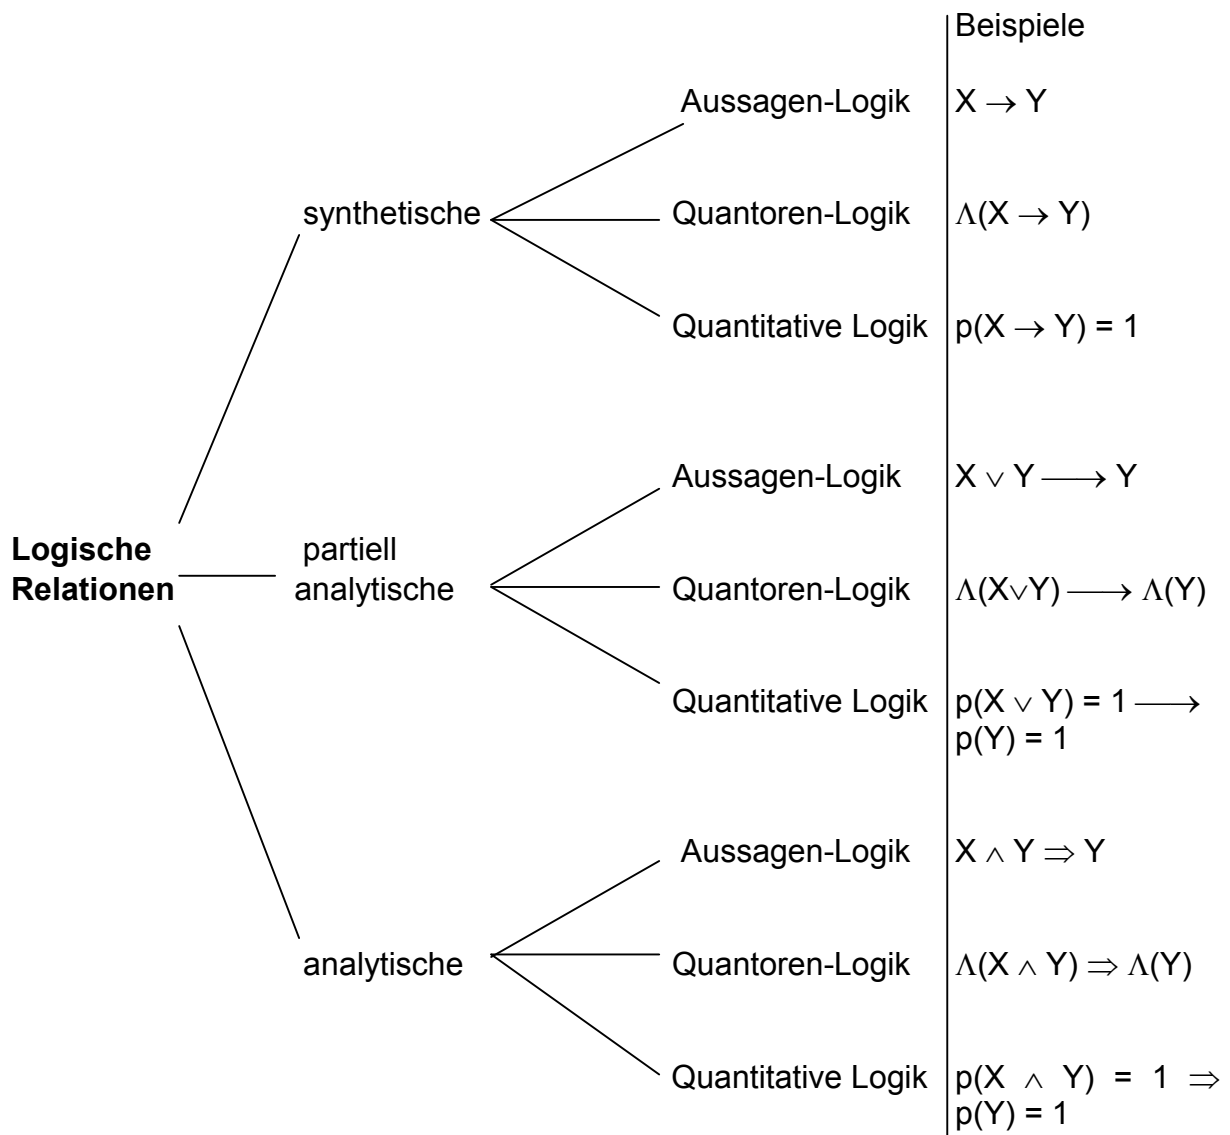 Beispiele
Aussagen-Logik X → Y
synthetische Quantoren-Logik Λ(X → Y)
Quantitative Logik p(X → Y) = 1
Aussagen-Logik X ∨ Y ⟶ Y
Logische partiell
Relationen analytische Quantoren-Logik Λ(X∨Y) ⟶ Λ(Y)
Quantitative Logik p(X ∨ Y) = 1 ⟶
p(Y) = 1
Aussagen-Logik X ∧ Y ⇒ Y
analytische Quantoren-Logik Λ(X ∧ Y) ⇒ Λ(Y)
Quantitative Logik p(X ∧ Y) = 1 ⇒
p(Y) = 1